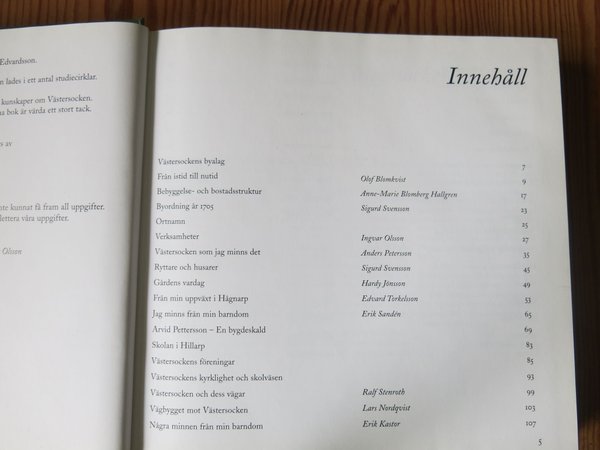 Edvardsson.
n lades i ett antal studiecirklar.
kunskaper om Västersocken.
na bok är värda ett stort tack.
s av
nte kunnat få fram all uppgifter.
lettera våra uppgifter.
Olsson
Innehåll
Västersockens byalag 7
Från istid till nutid Olof Blomkvist 9
Bebyggelse- och bostadsstruktur Anne-Marie Blomberg Hallgren 17
Byordning år 1705 Sigurd Svensson 23
Ortnamn 25
Verksamheter Ingvar Olsson 27
Västersocken som jag minns det Anders Petersson 35
Ryttare och husarer Sigurd Svensson 45
Gårdens vardag Hardy Jönsson 49
Från min uppväxt i Hågnarp Edvard Torkelsson 53
Jag minns från min barndom Erik Sandén 65
Arvid Pettersson – En bygdeskald 69
Skolan i Hillarp 83
Västersockens föreningar 85
Västersockens kyrklighet och skolväsen 93
Västersocken och dess vägar Ralf Stenroth 99
Vägbygget mot Västersocken Lars Nordqvist 103
Några minnen från min barndom Erik Kastor 107
5